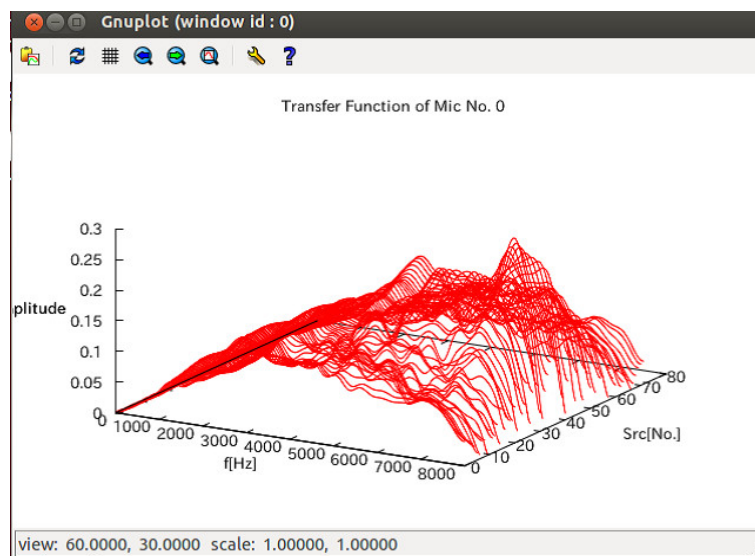 Gnuplot (window id : 0)
Transfer Function of Mic No. 0
0.3
0.25
0.2
plitude
0.15
0.1
0.05
0
0 1000 2000 3000 4000 5000 6000 7000 8000
f[Hz]
0 10 20 30 40 50 60 70 80
Src[No.]
view: 60.0000, 30.0000 scale: 1.00000, 1.00000